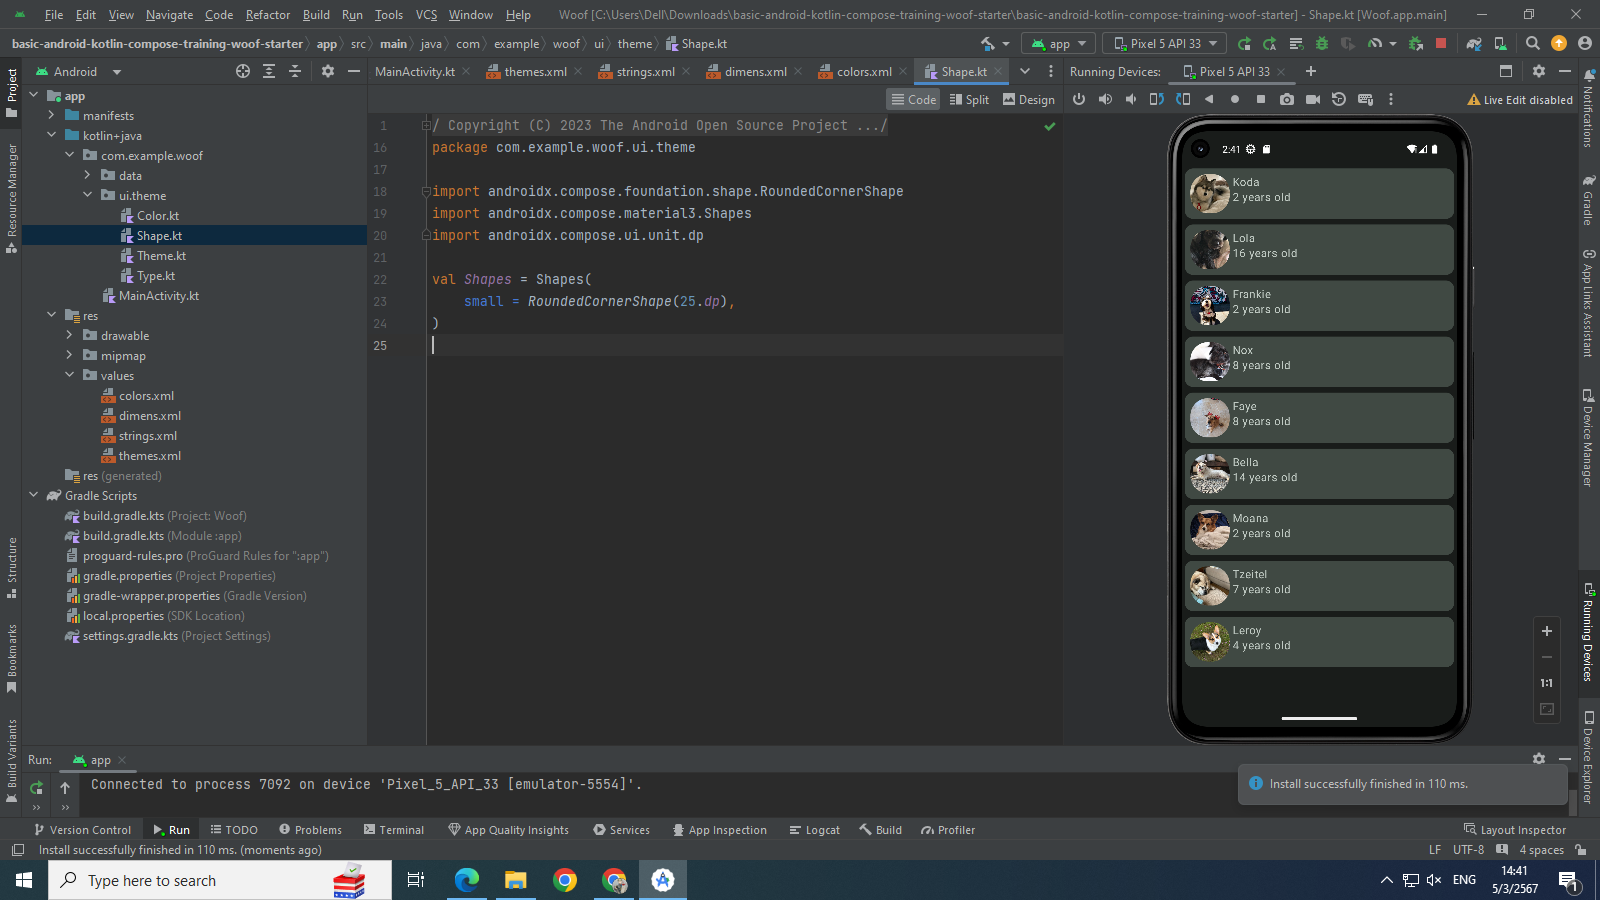 File Edit View Navigate Code Refactor Build Run Tools VCS Window Help Woof [C:\Users\Dell\Downloads\basic-android-kotlin-compose-training-woof-starter\basic-android-kotlin-compose-training-woof-starter] - Shape.kt [Woof.app.main]
basic-android-kotlin-compose-training-woof-starter app src main java com example woof ui theme Shape.kt app Pixel 5 API 33
Android MainActivity.kt themes.xml strings.xml dimens.xml colors.xml Shape.kt Running Devices: Pixel 5 API 33
Code Split Design Live Edit disabled
Project
Resource Manager
Structure
Bookmarks
Build Variants
app
manifests
kotlin+java
com.example.woof
data
ui.theme
Color.kt
Shape.kt
Theme.kt
Type.kt
MainActivity.kt
res
drawable
mipmap
values
colors.xml
dimens.xml
strings.xml
themes.xml
res (generated)
Gradle Scripts
build.gradle.kts (Project: Woof)
build.gradle.kts (Module :app)
proguard-rules.pro (ProGuard Rules for ":app")
gradle.properties (Project Properties)
gradle-wrapper.properties (Gradle Version)
local.properties (SDK Location)
settings.gradle.kts (Project Settings)
1 / Copyright (C) 2023 The Android Open Source Project .../
16 package com.example.woof.ui.theme
17
18 import androidx.compose.foundation.shape.RoundedCornerShape
19 import androidx.compose.material3.Shapes
20 import androidx.compose.ui.unit.dp
21
22 val Shapes = Shapes(
23 small = RoundedCornerShape(25.dp),
24 )
25
2:41
Koda
2 years old
Lola
16 years old
Frankie
2 years old
Nox
8 years old
Faye
8 years old
Bella
14 years old
Moana
2 years old
Tzeitel
7 years old
Leroy
4 years old
1:1
Notifications
Gradle
App Links Assistant
Device Manager
Running Devices
Device Explorer
Run: app
Connected to process 7092 on device 'Pixel_5_API_33 [emulator-5554]'.
Install successfully finished in 110 ms.
Version Control Run TODO Problems Terminal App Quality Insights Services App Inspection Logcat Build Profiler Layout Inspector
Install successfully finished in 110 ms. (moments ago) LF UTF-8 4 spaces
Type here to search ENG 14:41
5/3/2567
1